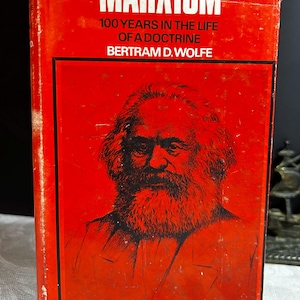 MARXISM
100 YEARS IN THE LIFE
OF A DOCTRINE
BERTRAM D. WOLFE